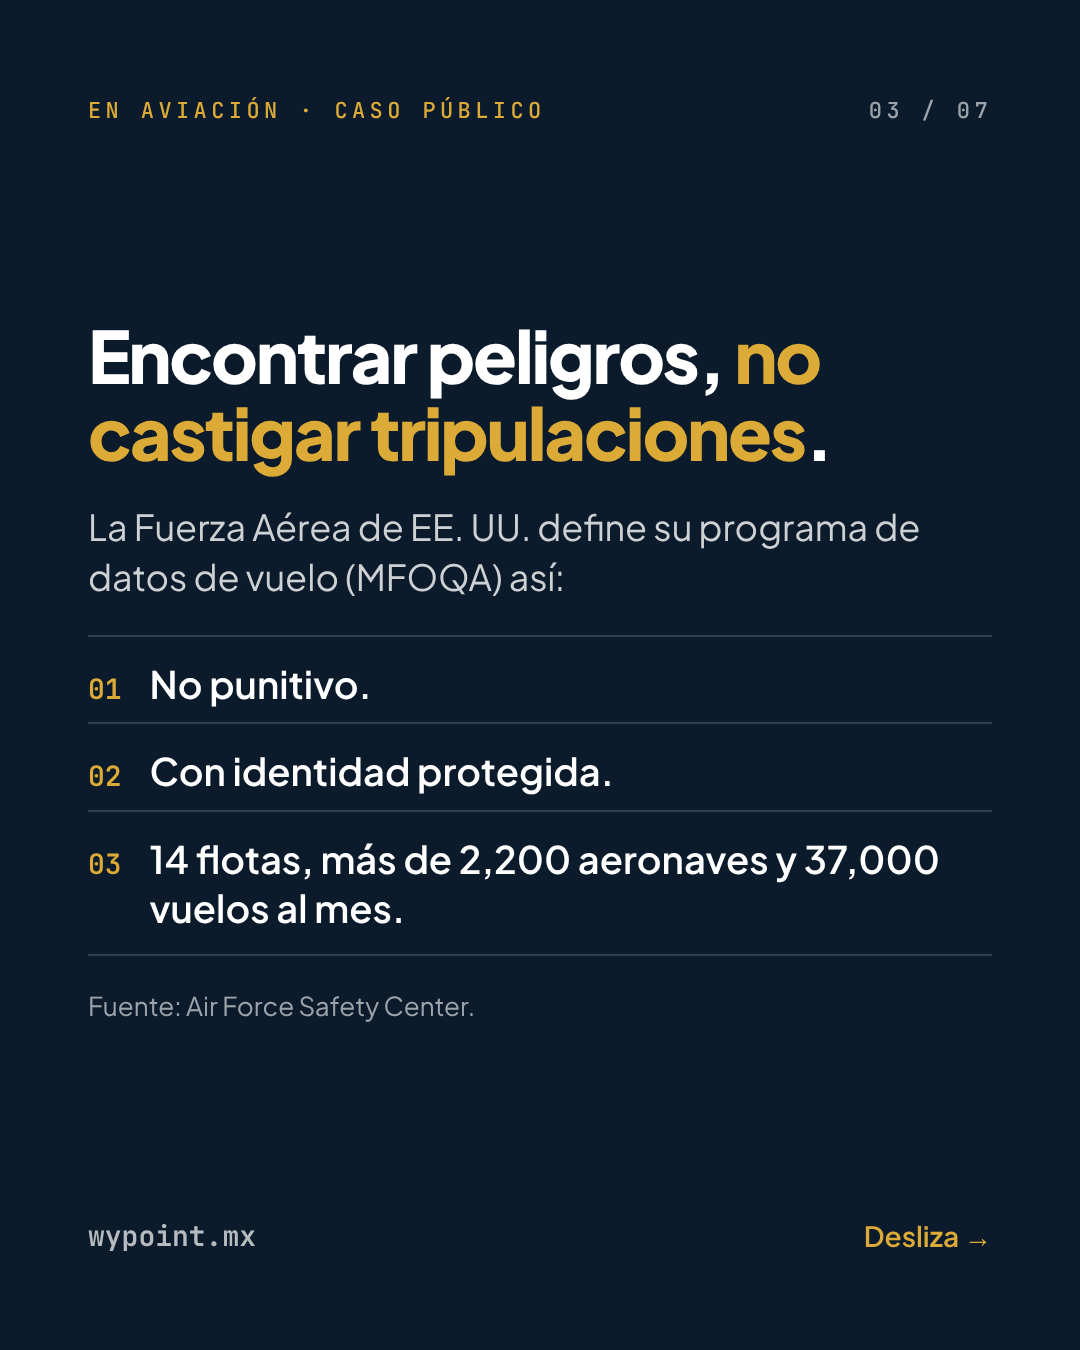 EN AVIACIÓN · CASO PÚBLICO
03 / 07
Encontrar peligros, no
castigar tripulaciones.
La Fuerza Aérea de EE. UU. define su programa de
datos de vuelo (MFOQA) así:
01 No punitivo.
02 Con identidad protegida.
03 14 flotas, más de 2,200 aeronaves y 37,000
vuelos al mes.
Fuente: Air Force Safety Center.
wypoint.mx
Desliza →